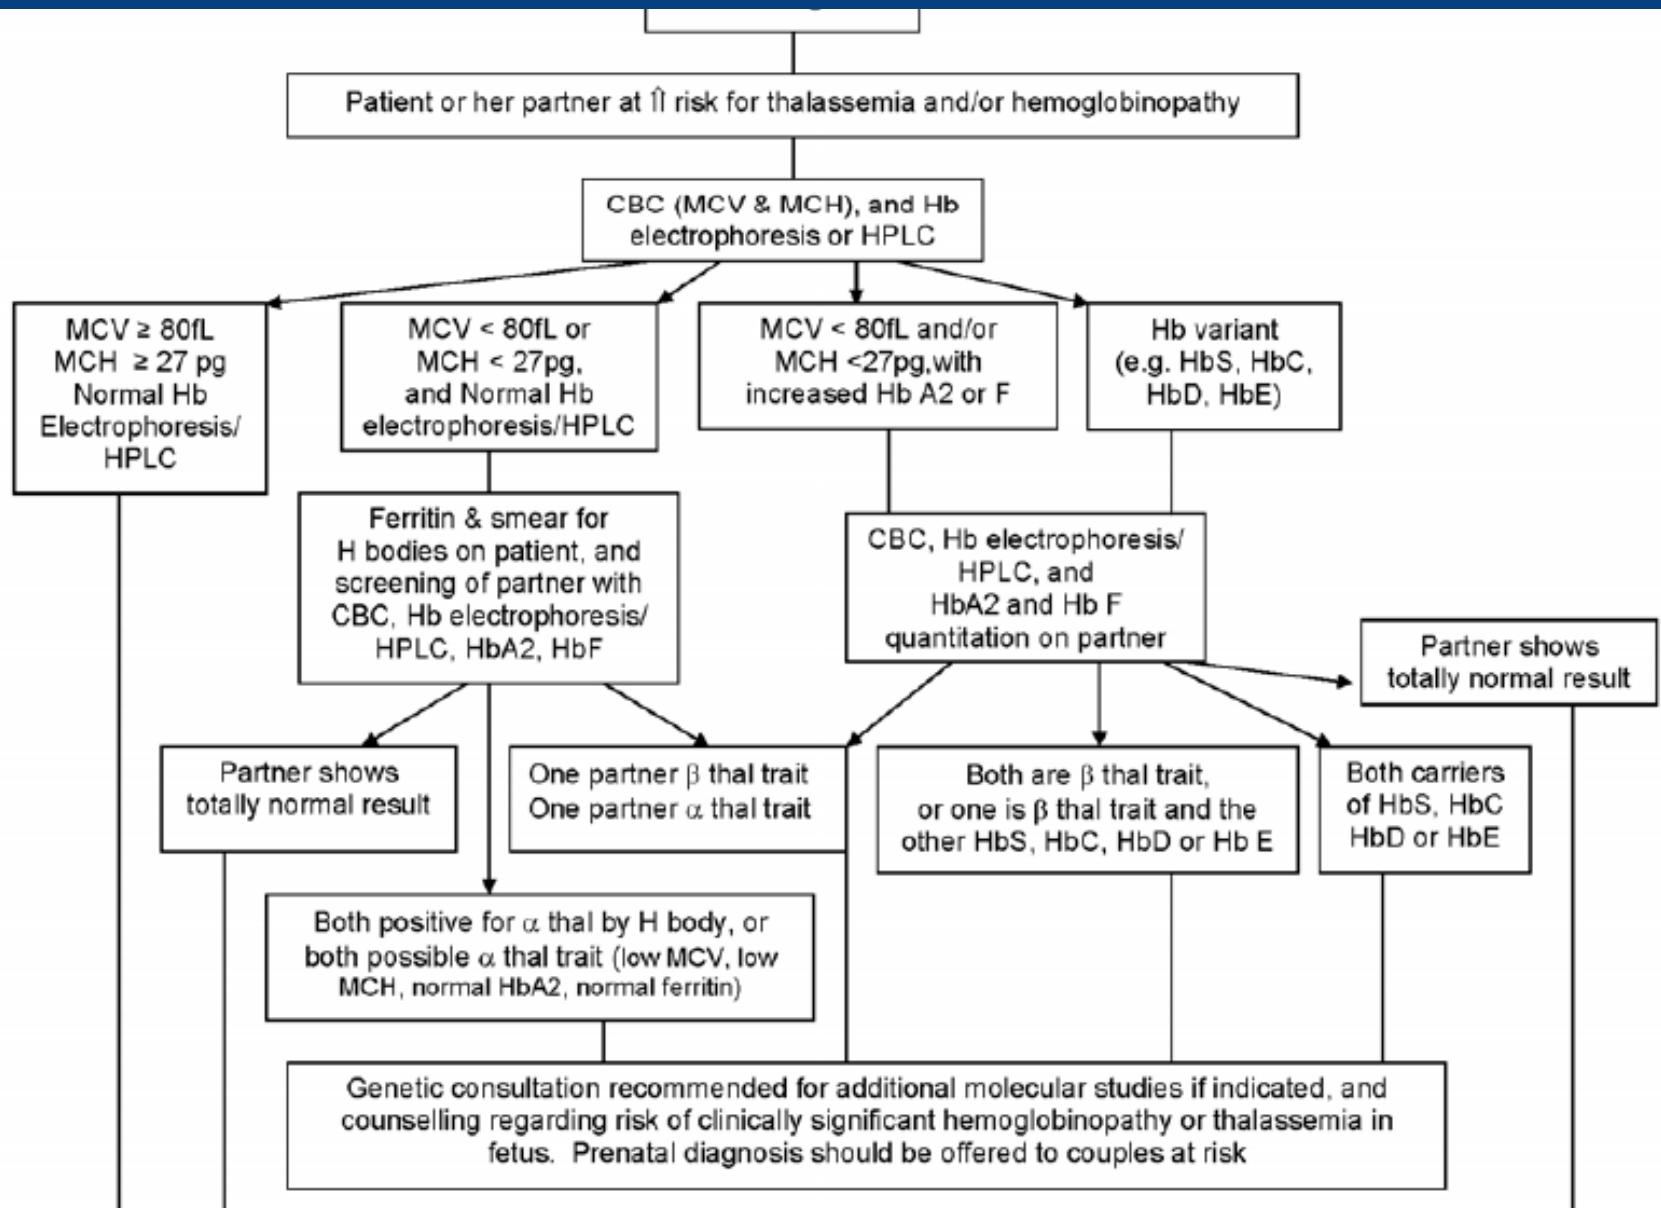 Patient or her partner at ⇑ risk for thalassemia and/or hemoglobinopathy
CBC (MCV & MCH), and Hb
electrophoresis or HPLC
MCV ≥ 80fL
MCH ≥ 27 pg
Normal Hb
Electrophoresis/
HPLC
MCV < 80fL or
MCH < 27pg,
and Normal Hb
electrophoresis/HPLC
MCV < 80fL and/or
MCH <27pg,with
increased Hb A2 or F
Hb variant
(e.g. HbS, HbC,
HbD, HbE)
Ferritin & smear for
H bodies on patient, and
screening of partner with
CBC, Hb electrophoresis/
HPLC, HbA2, HbF
CBC, Hb electrophoresis/
HPLC, and
HbA2 and Hb F
quantitation on partner
Partner shows
totally normal result
Partner shows
totally normal result
One partner β thal trait
One partner α thal trait
Both are β thal trait,
or one is β thal trait and the
other HbS, HbC, HbD or Hb E
Both carriers
of HbS, HbC
HbD or HbE
Both positive for α thal by H body, or
both possible α thal trait (low MCV, low
MCH, normal HbA2, normal ferritin)
Genetic consultation recommended for additional molecular studies if indicated, and
counselling regarding risk of clinically significant hemoglobinopathy or thalassemia in
fetus. Prenatal diagnosis should be offered to couples at risk